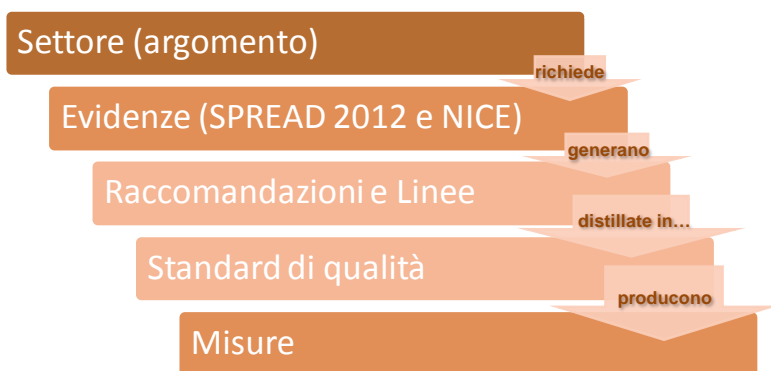 Settore (argomento)
richiede
Evidenze (SPREAD 2012 e NICE)
generano
Raccomandazioni e Linee
distillate in…
Standard di qualità
producono
Misure